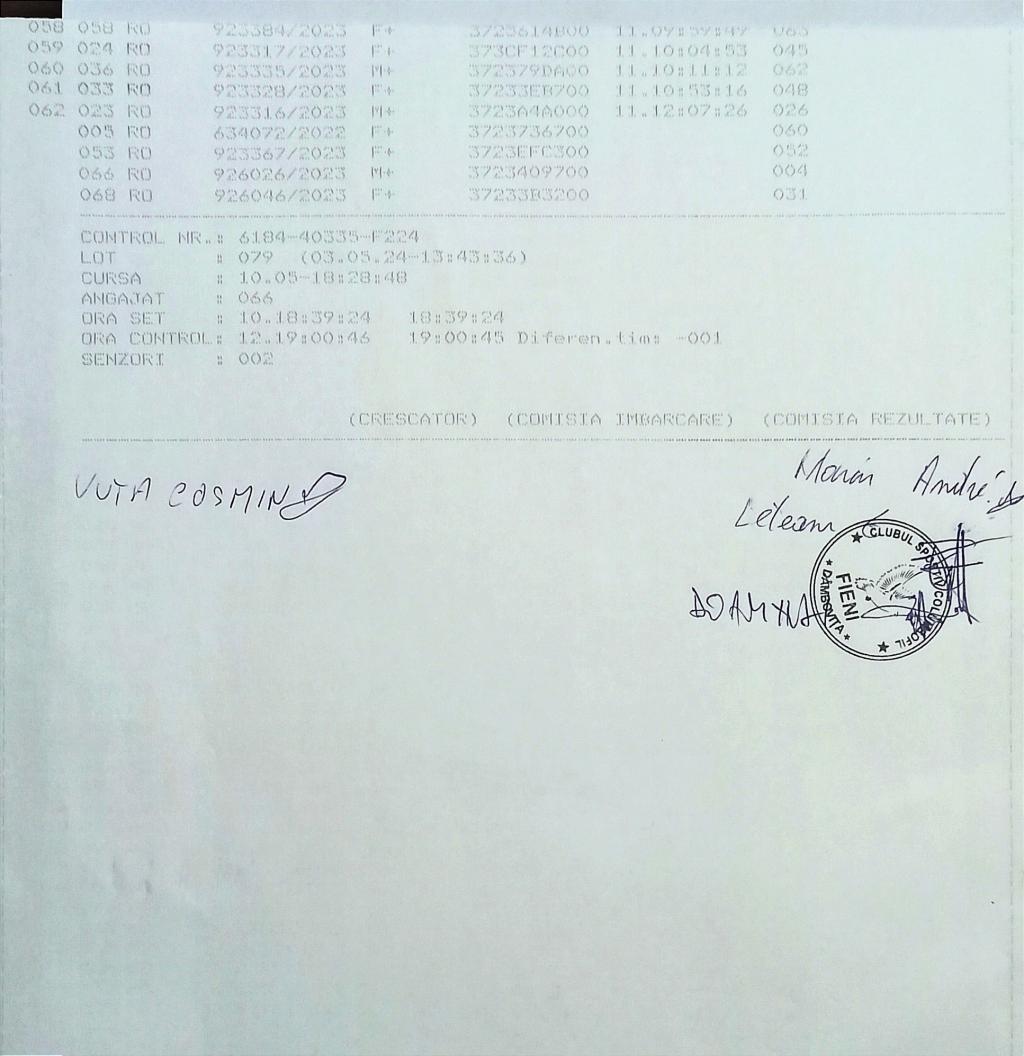 058 058 RO 923384/2023 F+ 3723614B00 11.09:59:49 063
059 024 RO 923317/2023 F+ 373CF12C00 11.10:04:53 045
060 036 RO 923335/2023 M+ 372379DA00 11.10:11:12 062
061 033 RO 923328/2023 F+ 37233EB700 11.10:53:16 048
062 023 RO 923316/2023 M+ 3723A4A000 11.12:07:26 026
005 RO 634072/2022 F+ 3723736700 060
053 RO 923367/2023 F+ 3723EFC300 052
066 RO 926026/2023 M+ 3723409700 004
068 RO 926046/2023 F+ 37233B3200 031
CONTROL NR.: 6184-40335-F224
LOT : 079 (03.05.24-13:43:36)
CURSA : 10.05-18:28:48
ANGAJAT : 066
ORA SET : 10.18:39:24 18:39:24
ORA CONTROL: 12.19:00:46 19:00:45 Diferen.tim: -001
SENZORI : 002
(CRESCATOR) (COMISIA IMBARCARE) (COMISIA REZULTATE)
VUTA COSMIN
CLUBUL SPORTIV COLUMBOFIL
FIENI
DAMBOVITA